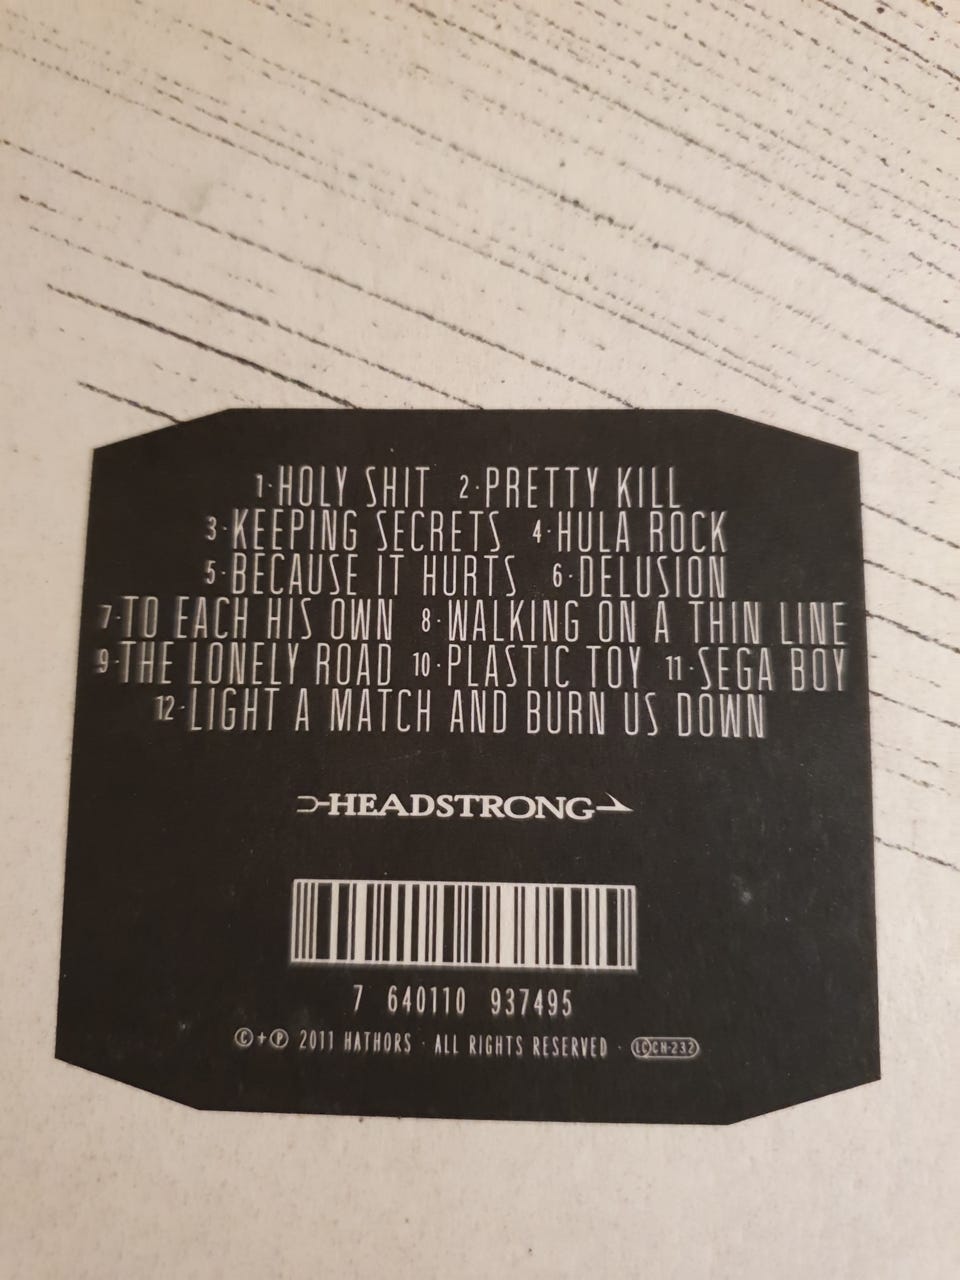 1·HOLY SHIT 2·PRETTY KILL
3·KEEPING SECRETS 4·HULA ROCK
5·BECAUSE IT HURTS 6·DELUSION
7·TO EACH HIS OWN 8·WALKING ON A THIN LINE
9·THE LONELY ROAD 10·PLASTIC TOY 11·SEGA BOY
12·LIGHT A MATCH AND BURN US DOWN
HEADSTRONG
7 640110 937495
©+℗ 2011 HATHORS · ALL RIGHTS RESERVED · LC CH-232